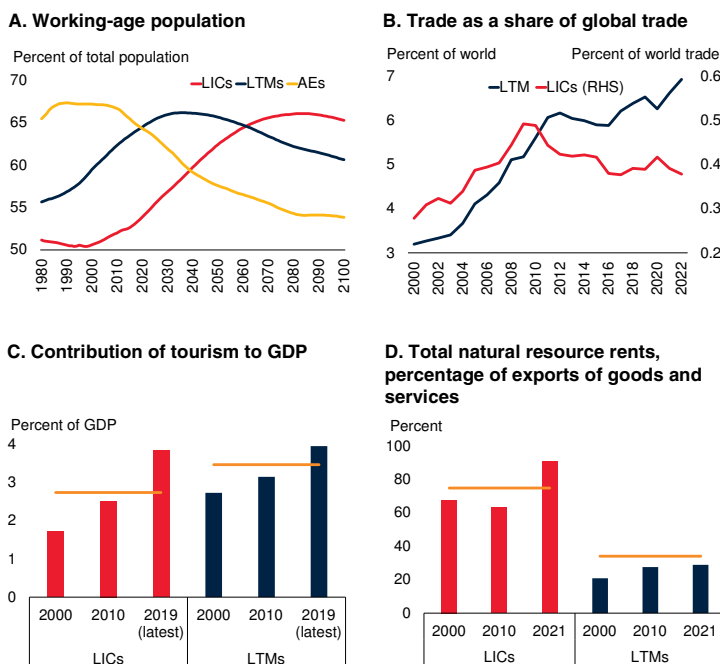 A. Working-age population
Percent of total population
LICs LTMs AEs
70
65
60
55
50
1980 1990 2000 2010 2020 2030 2040 2050 2060 2070 2080 2090 2100
B. Trade as a share of global trade
Percent of world Percent of world trade
LTM LICs (RHS)
7 0.6
6 0.5
5 0.4
4 0.3
3 0.2
2000 2002 2004 2006 2008 2010 2012 2014 2016 2018 2020 2022
C. Contribution of tourism to GDP
Percent of GDP
4
3
2
1
0
2000 2010 2019 2000 2010 2019
(latest) (latest)
LICs LTMs
D. Total natural resource rents,
percentage of exports of goods and
services
Percent
100
80
60
40
20
0
2000 2010 2021 2000 2010 2021
LICs LTMs